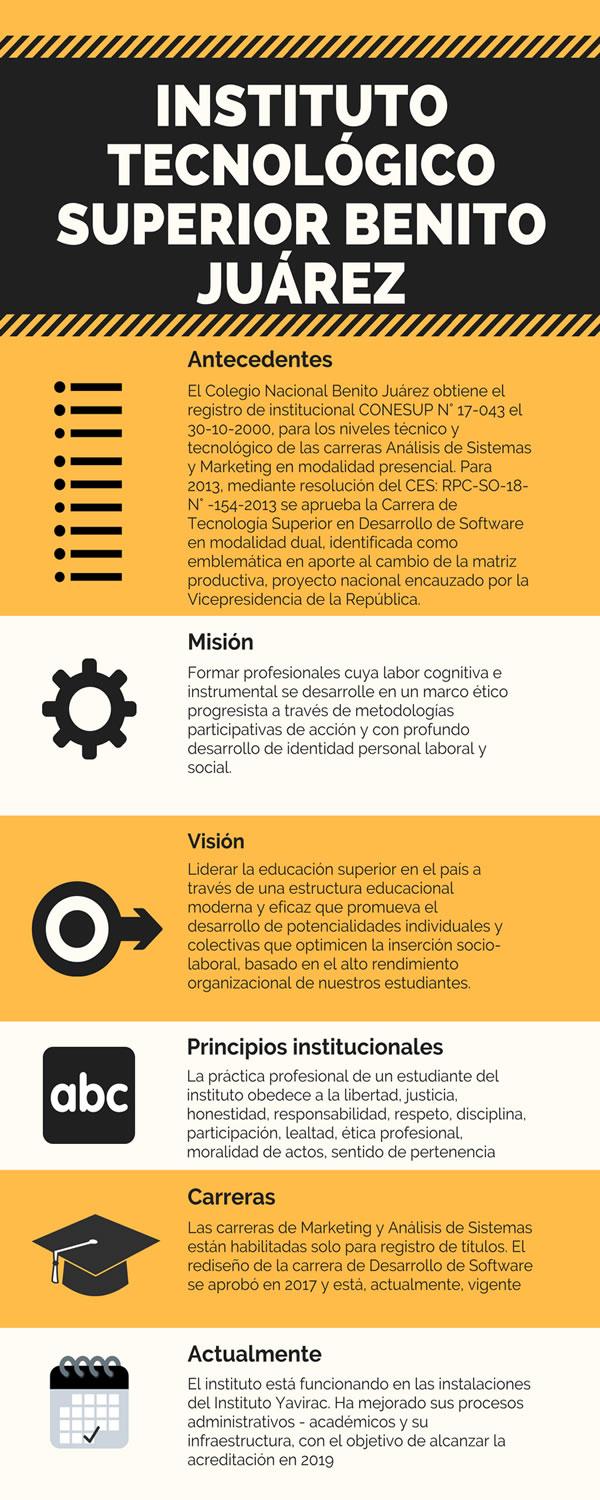 INSTITUTO
TECNOLÓGICO
SUPERIOR BENITO
JUÁREZ
Antecedentes
El Colegio Nacional Benito Juárez obtiene el
registro de institucional CONESUP N° 17-043 el
30-10-2000, para los niveles técnico y
tecnológico de las carreras Análisis de Sistemas
y Marketing en modalidad presencial. Para
2013, mediante resolución del CES: RPC-SO-18-
N° -154-2013 se aprueba la Carrera de
Tecnología Superior en Desarrollo de Software
en modalidad dual, identificada como
emblemática en aporte al cambio de la matriz
productiva, proyecto nacional encauzado por la
Vicepresidencia de la República.
Misión
Formar profesionales cuya labor cognitiva e
instrumental se desarrolle en un marco ético
progresista a través de metodologías
participativas de acción y con profundo
desarrollo de identidad personal laboral y
social.
Visión
Liderar la educación superior en el país a
través de una estructura educacional
moderna y eficaz que promueva el
desarrollo de potencialidades individuales y
colectivas que optimicen la inserción socio-
laboral, basado en el alto rendimiento
organizacional de nuestros estudiantes.
abc
Principios institucionales
La práctica profesional de un estudiante del
instituto obedece a la libertad, justicia,
honestidad, responsabilidad, respeto, disciplina,
participación, lealtad, ética profesional,
moralidad de actos, sentido de pertenencia
Carreras
Las carreras de Marketing y Análisis de Sistemas
están habilitadas solo para registro de títulos. El
rediseño de la carrera de Desarrollo de Software
se aprobó en 2017 y está, actualmente, vigente
Actualmente
El instituto está funcionando en las instalaciones
del Instituto Yavirac. Ha mejorado sus procesos
administrativos - académicos y su
infraestructura, con el objetivo de alcanzar la
acreditación en 2019